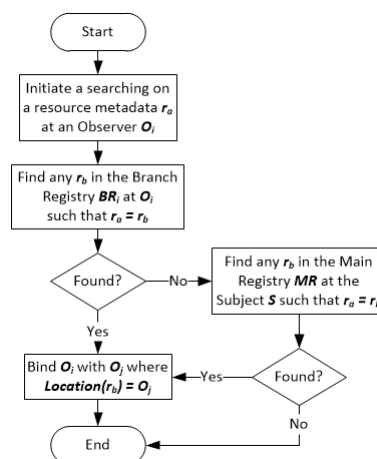 Start
Initiate a searching on
a resource metadata ra
at an Observer Oi
Find any rb in the Branch
Registry BRi at Oi
such that ra = rb
Found?
No
Find any rb in the Main
Registry MR at the
Subject S such that ra = r
Yes
Bind Oi with Oj where
Location(rb) = Oj
Yes
Found?
No
End